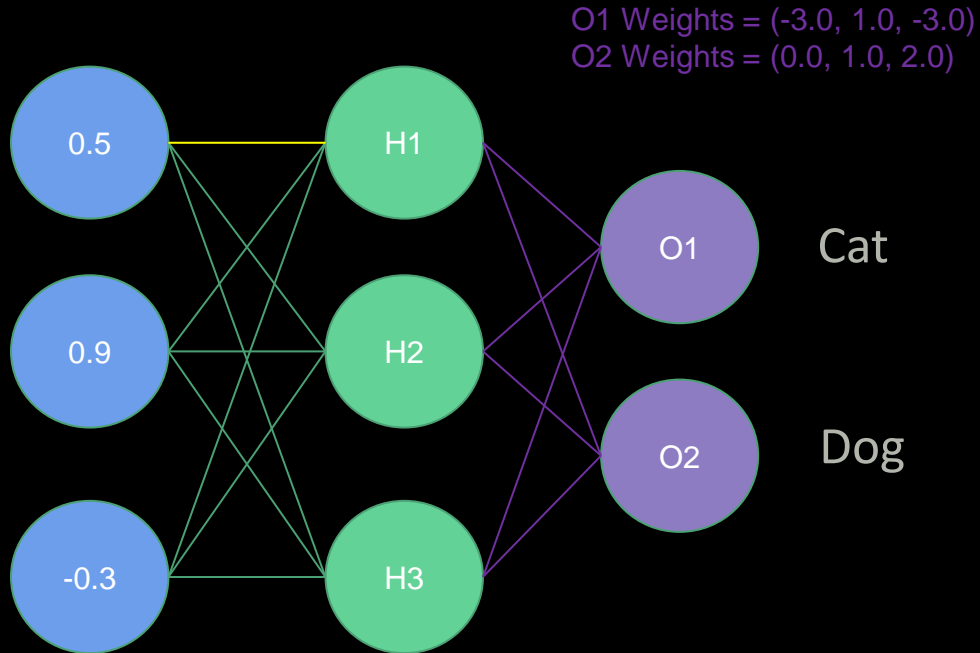 O1 Weights = (-3.0, 1.0, -3.0)
O2 Weights = (0.0, 1.0, 2.0)
0.5
H1
O1
Cat
0.9
H2
O2
Dog
-0.3
H3